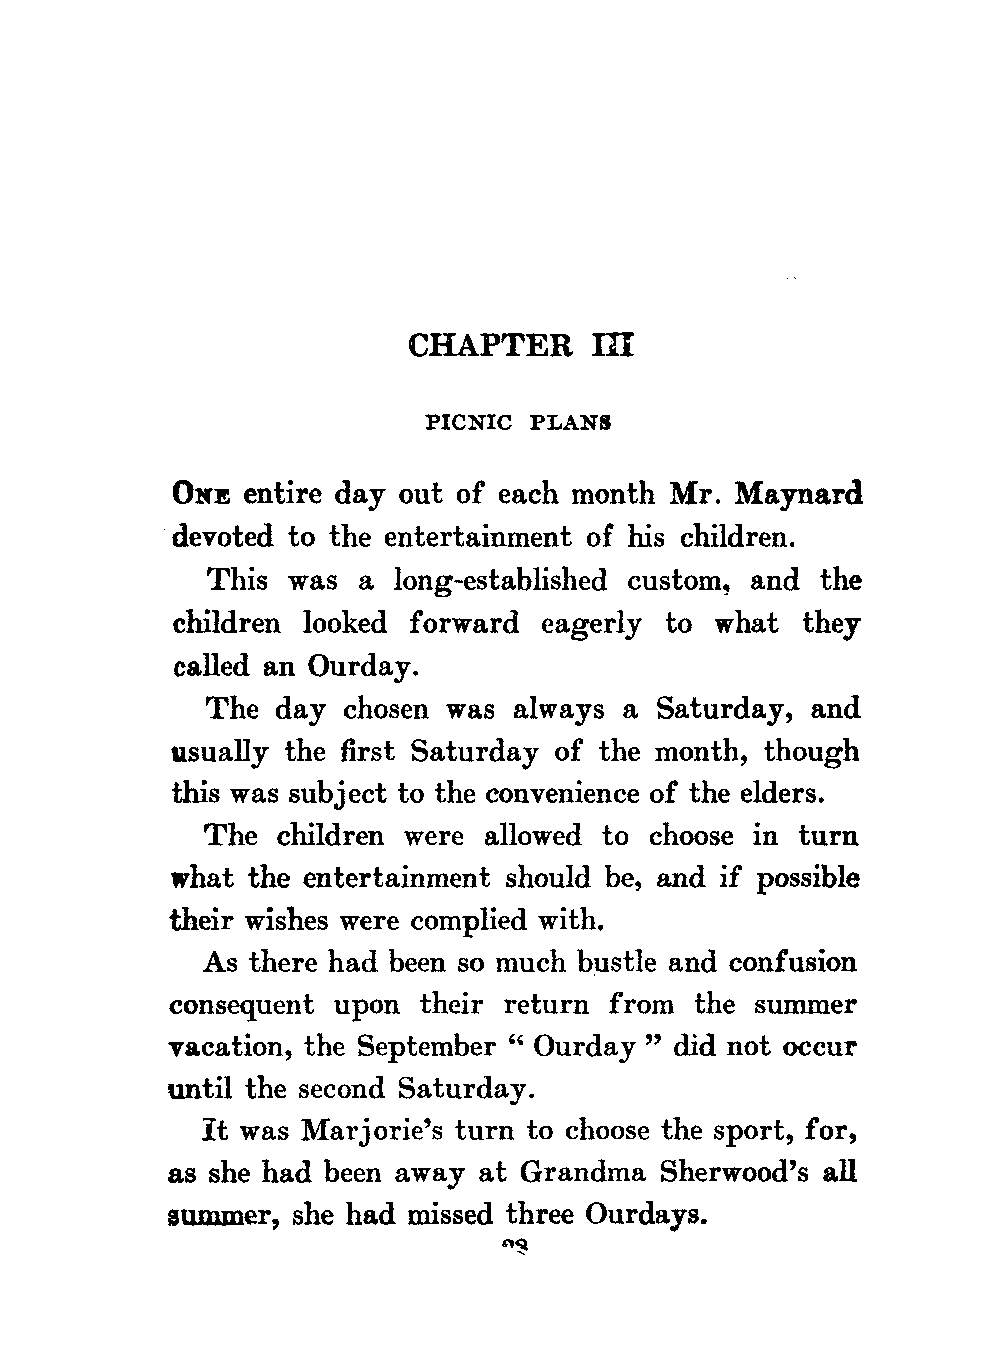 CHAPTER III
PICNIC PLANS
ONE entire day out of each month Mr. Maynard
devoted to the entertainment of his children.
This was a long-established custom, and the
children looked forward eagerly to what they
called an Ourday.
The day chosen was always a Saturday, and
usually the first Saturday of the month, though
this was subject to the convenience of the elders.
The children were allowed to choose in turn
what the entertainment should be, and if possible
their wishes were complied with.
As there had been so much bustle and confusion
consequent upon their return from the summer
vacation, the September “ Ourday ” did not occur
until the second Saturday.
It was Marjorie’s turn to choose the sport, for,
as she had been away at Grandma Sherwood’s all
summer, she had missed three Ourdays.